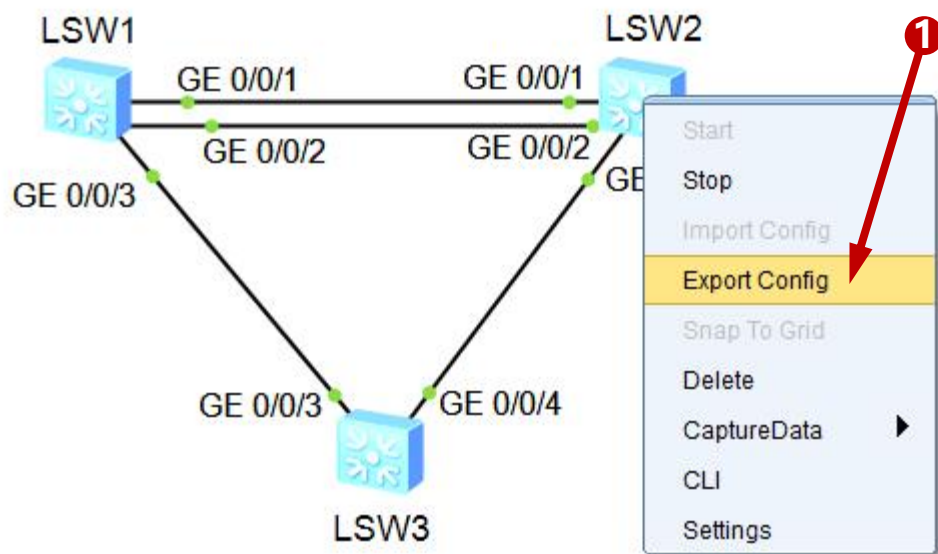 LSW1
LSW2
1
GE 0/0/1
GE 0/0/1
GE 0/0/2
GE 0/0/2
GE 0/0/3
GE
Start
Stop
Import Config
Export Config
Snap To Grid
Delete
CaptureData
CLI
Settings
GE 0/0/3
GE 0/0/4
LSW3